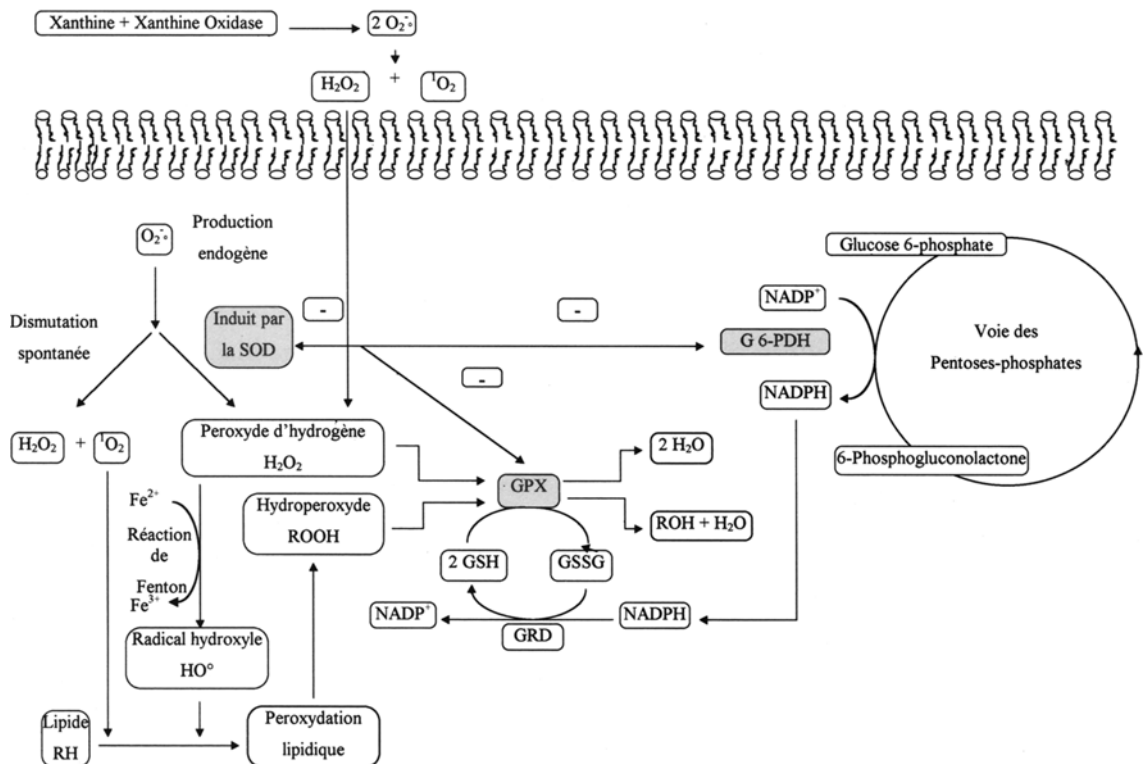 Xanthine + Xanthine Oxidase
2 O₂⁻°
H₂O₂
+
¹O₂
O₂⁻°
Production
endogène
Glucose 6-phosphate
NADP⁺
Dismutation
spontanée
Induit par
la SOD
-
-
G 6-PDH
Voie des
Pentoses-phosphates
-
NADPH
H₂O₂ + ¹O₂
Peroxyde d'hydrogène
H₂O₂
2 H₂O
6-Phosphogluconolactone
GPX
Fe²⁺
Hydroperoxyde
ROOH
ROH + H₂O
Réaction
de
Fenton
Fe³⁺
2 GSH
GSSG
NADP⁺
GRD
NADPH
Radical hydroxyle
HO°
Lipide
RH
Peroxydation
lipidique